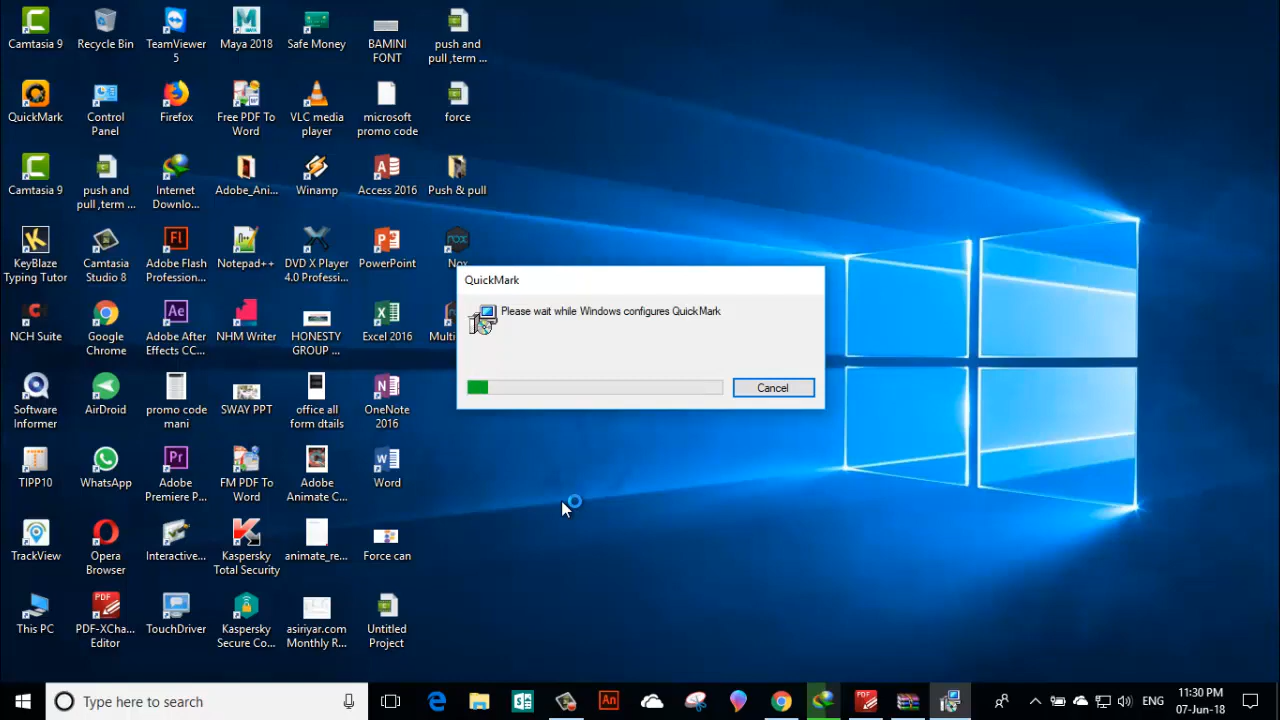 Camtasia 9
Recycle Bin
TeamViewer
5
Maya 2018
Safe Money
BAMINI
FONT
push and
pull ,term ...
QuickMark
Control
Panel
Firefox
Free PDF To
Word
VLC media
player
microsoft
promo code
force
Camtasia 9
push and
pull ,term ...
Internet
Downlo...
Adobe_Ani...
Winamp
Access 2016
Push & pull
KeyBlaze
Typing Tutor
Camtasia
Studio 8
Adobe Flash
Profession...
Notepad++
DVD X Player
4.0 Professi...
PowerPoint
Nox
NCH Suite
Google
Chrome
Adobe After
Effects CC...
NHM Writer
HONESTY
GROUP ...
Excel 2016
Multi
Software
Informer
AirDroid
promo code
mani
SWAY PPT
office all
form dtails
OneNote
2016
TIPP10
WhatsApp
Adobe
Premiere P...
FM PDF To
Word
Adobe
Animate C...
Word
TrackView
Opera
Browser
Interactive...
Kaspersky
Total Security
animate_re...
Force can
This PC
PDF-XCha...
Editor
TouchDriver
Kaspersky
Secure Co...
asiriyar.com
Monthly R...
Untitled
Project
QuickMark
Please wait while Windows configures QuickMark
Cancel
Type here to search
ENG
11:30 PM
07-Jun-18